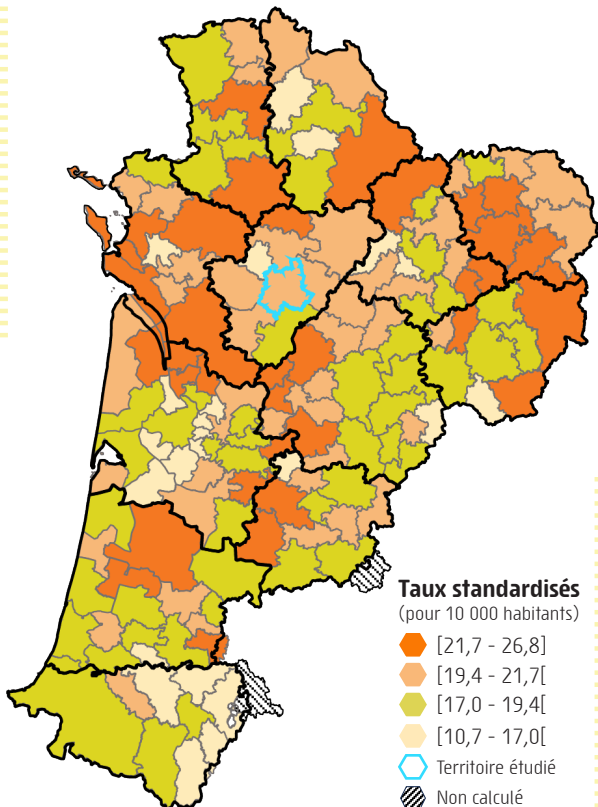 Taux standardisés
(pour 10 000 habitants)
[21,7 - 26,8]
[19,4 - 21,7[
[17,0 - 19,4[
[10,7 - 17,0[
Territoire étudié
Non calculé